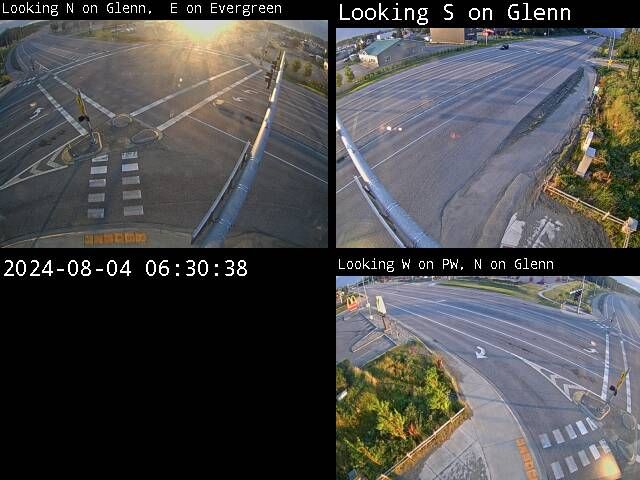 Looking N on Glenn,  E on Evergreen
Looking S on Glenn
2024-08-04 06:30:38
Looking W on PW, N on Glenn